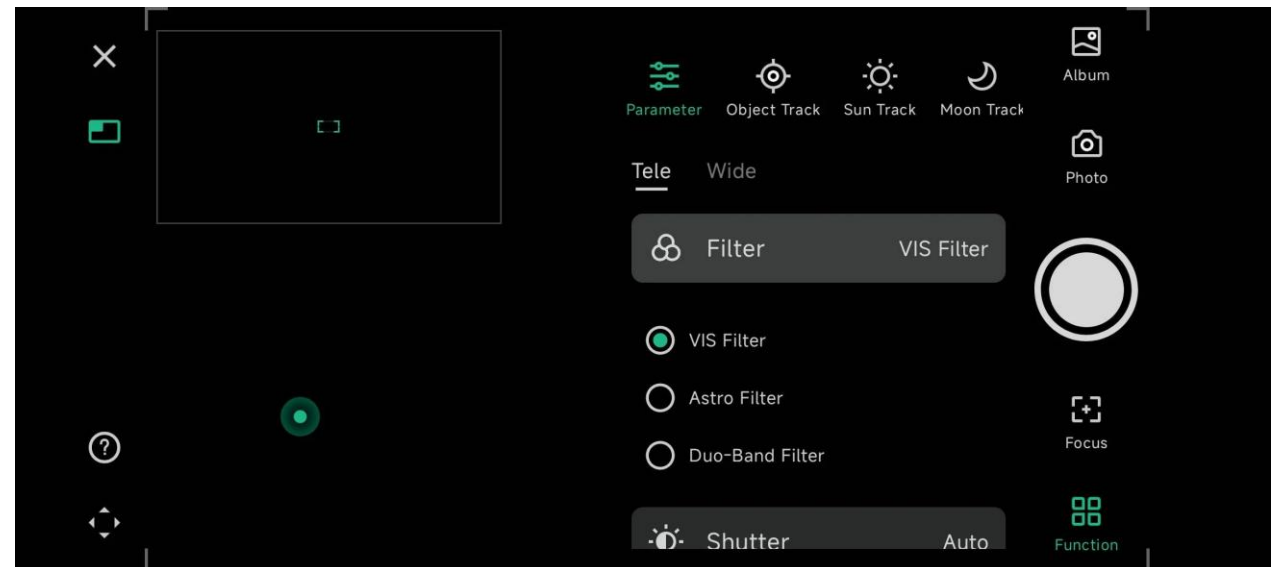 Parameter
Object Track
Sun Track
Moon Track
Tele
Wide
Filter
VIS Filter
VIS Filter
Astro Filter
Duo-Band Filter
Shutter
Auto
Album
Photo
Focus
Function
?